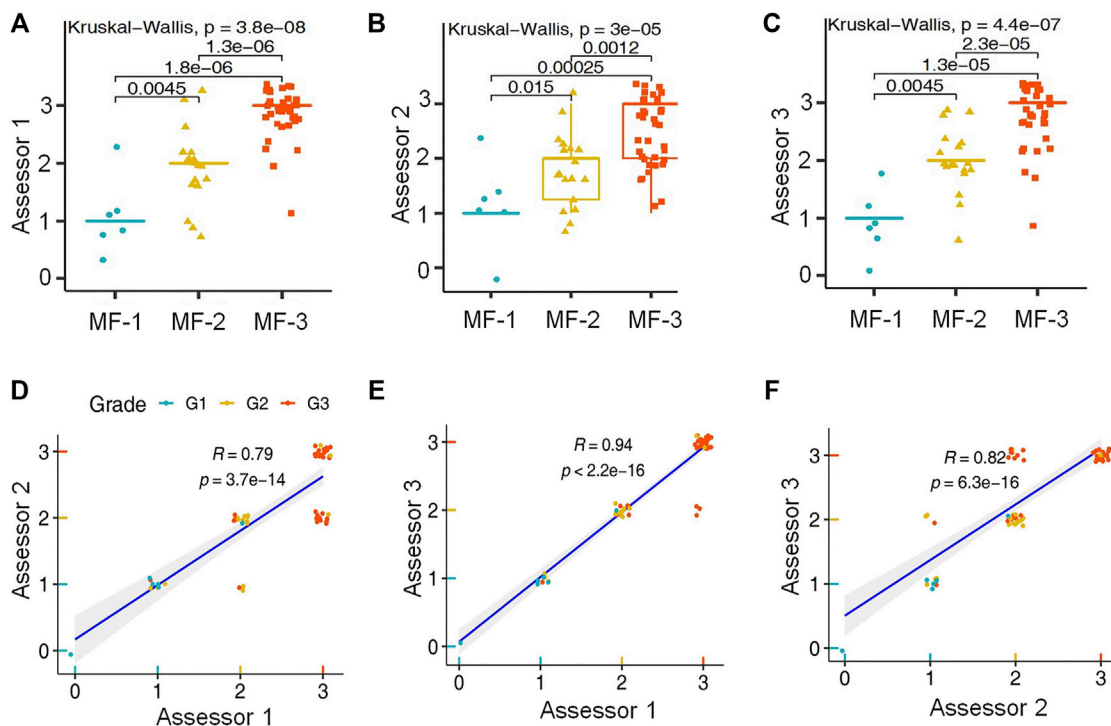 A
Kruskal−Wallis, p = 3.8e−08
1.3e−06
1.8e−06
0.0045
3
2
1
0
Assessor 1
MF-1 MF-2 MF-3
B
Kruskal−Wallis, p = 3e−05
0.0012
0.00025
0.015
3
2
1
0
Assessor 2
MF-1 MF-2 MF-3
C
Kruskal−Wallis, p = 4.4e−07
2.3e−05
1.3e−05
0.0045
3
2
1
0
Assessor 3
MF-1 MF-2 MF-3
D
Grade G1 G2 G3
R = 0.79
p = 3.7e−14
3
2
1
0
Assessor 2
0 1 2 3
Assessor 1
E
R = 0.94
p < 2.2e−16
3
2
1
0
Assessor 3
0 1 2 3
Assessor 1
F
R = 0.82
p = 6.3e−16
3
2
1
0
Assessor 3
0 1 2 3
Assessor 2